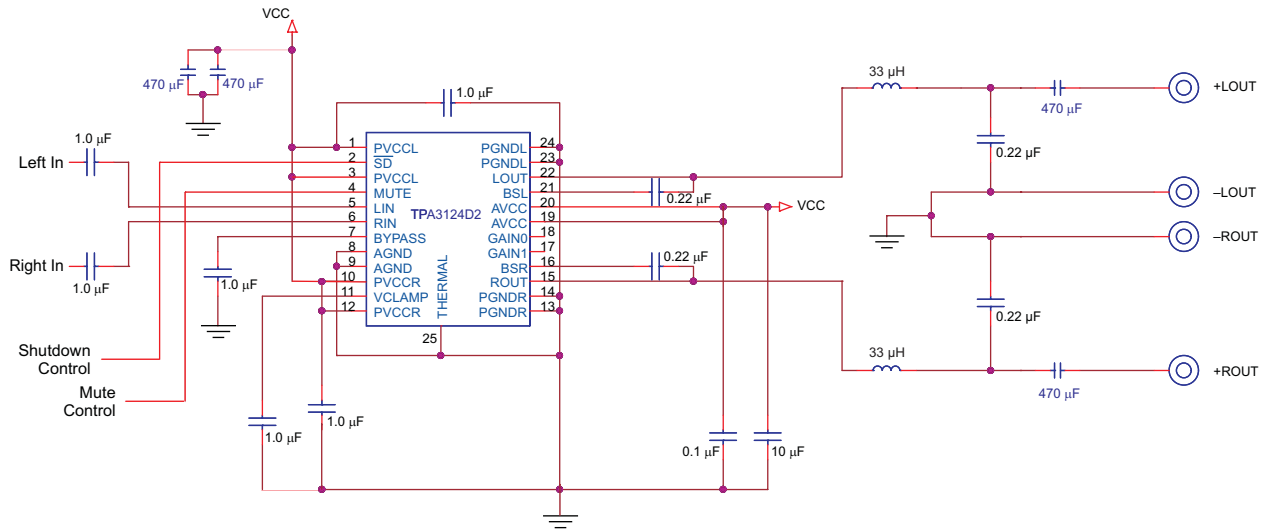 VCC
470 µF
470 µF
1.0 µF
1.0 µF
Left In
1.0 µF
Right In
1.0 µF
Shutdown
Control
Mute
Control
1.0 µF
1.0 µF
TPA3124D2
THERMAL
25
1 PVCCL
2 SD
3 PVCCL
4 MUTE
5 LIN
6 RIN
7 BYPASS
8 AGND
9 AGND
10 PVCCR
11 VCLAMP
12 PVCCR
PGNDL 24
PGNDL 23
LOUT 22
BSL 21
AVCC 20
AVCC 19
GAIN0 18
GAIN1 17
BSR 16
ROUT 15
PGNDR 14
PGNDR 13
0.22 µF
VCC
0.22 µF
0.1 µF
10 µF
33 µH
470 µF
+LOUT
0.22 µF
–LOUT
–ROUT
0.22 µF
33 µH
470 µF
+ROUT